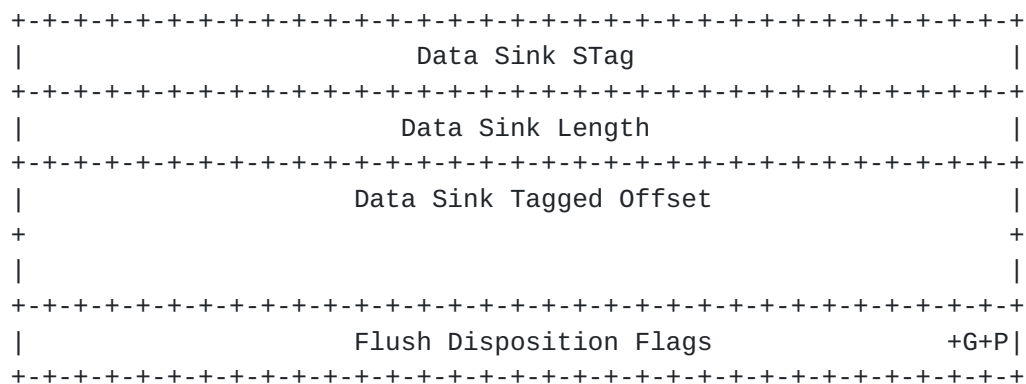 +-+-+-+-+-+-+-+-+-+-+-+-+-+-+-+-+-+-+-+-+-+-+-+-+-+-+-+-+-+-+-+-+
|                         Data Sink STag                        |
+-+-+-+-+-+-+-+-+-+-+-+-+-+-+-+-+-+-+-+-+-+-+-+-+-+-+-+-+-+-+-+-+
|                        Data Sink Length                       |
+-+-+-+-+-+-+-+-+-+-+-+-+-+-+-+-+-+-+-+-+-+-+-+-+-+-+-+-+-+-+-+-+
|                     Data Sink Tagged Offset                   |
+                                                               +
|                                                               |
+-+-+-+-+-+-+-+-+-+-+-+-+-+-+-+-+-+-+-+-+-+-+-+-+-+-+-+-+-+-+-+-+
|                     Flush Disposition Flags               +G+P|
+-+-+-+-+-+-+-+-+-+-+-+-+-+-+-+-+-+-+-+-+-+-+-+-+-+-+-+-+-+-+-+-+